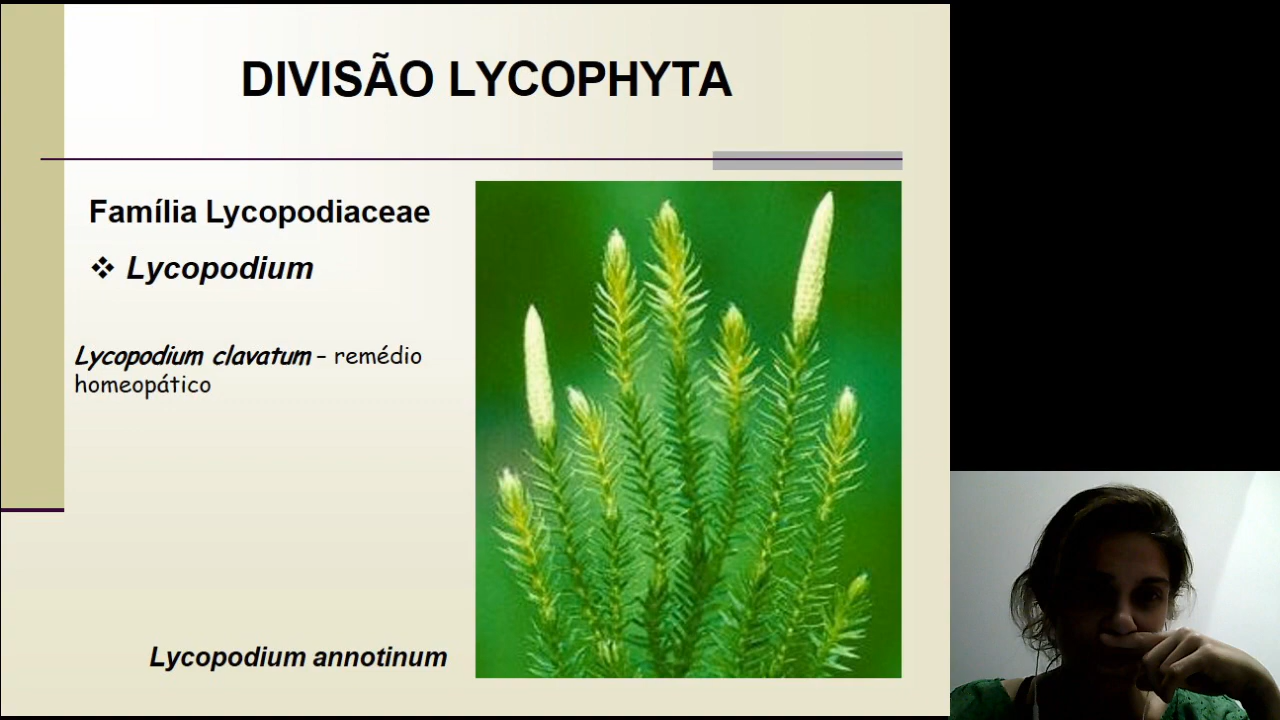 DIVISÃO LYCOPHYTA
Família Lycopodiaceae
❖ Lycopodium
Lycopodium clavatum – remédio
homeopático
Lycopodium annotinum